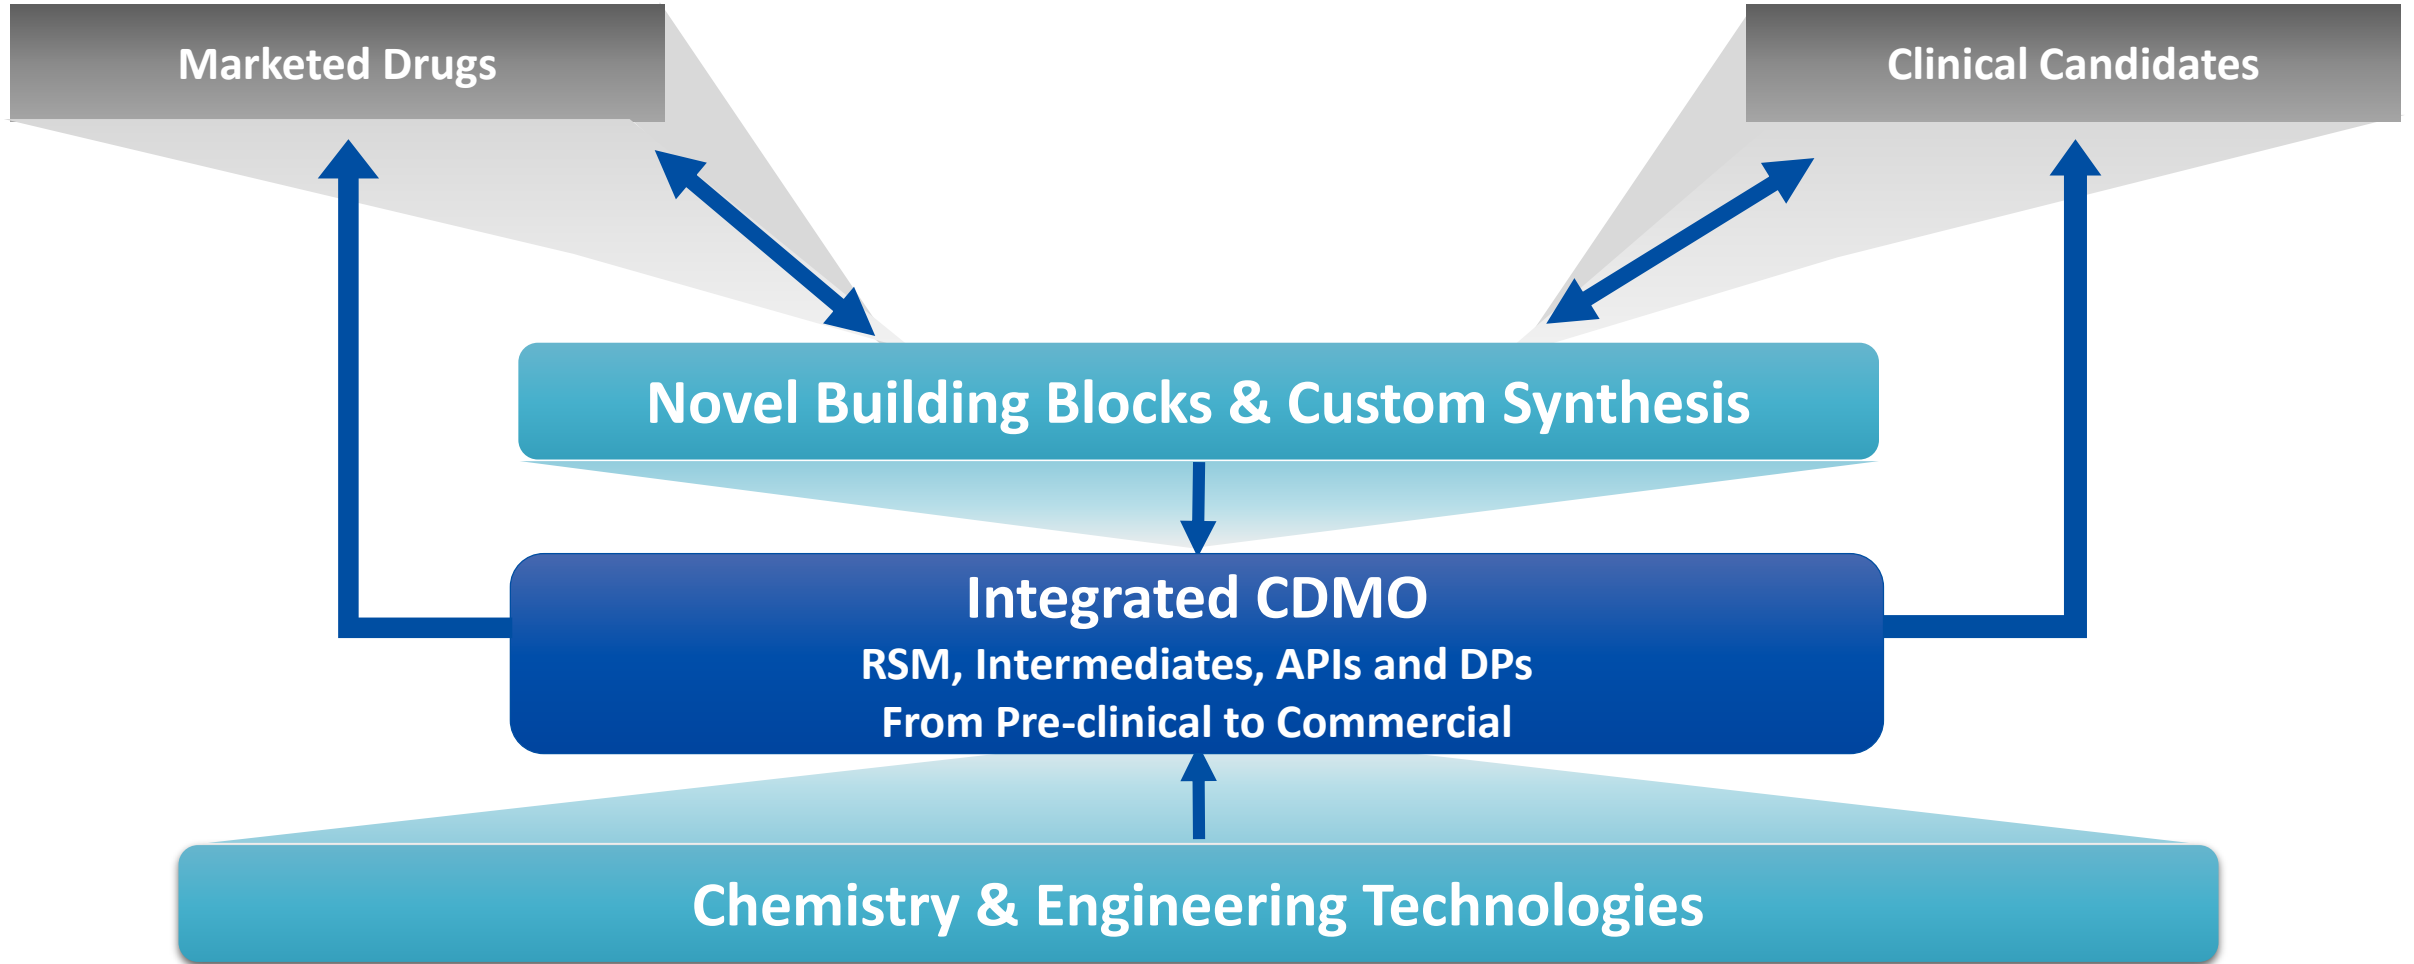 Marketed Drugs
Clinical Candidates
Novel Building Blocks & Custom Synthesis
Integrated CDMO
RSM, Intermediates, APIs and DPs
From Pre-clinical to Commercial
Chemistry & Engineering Technologies